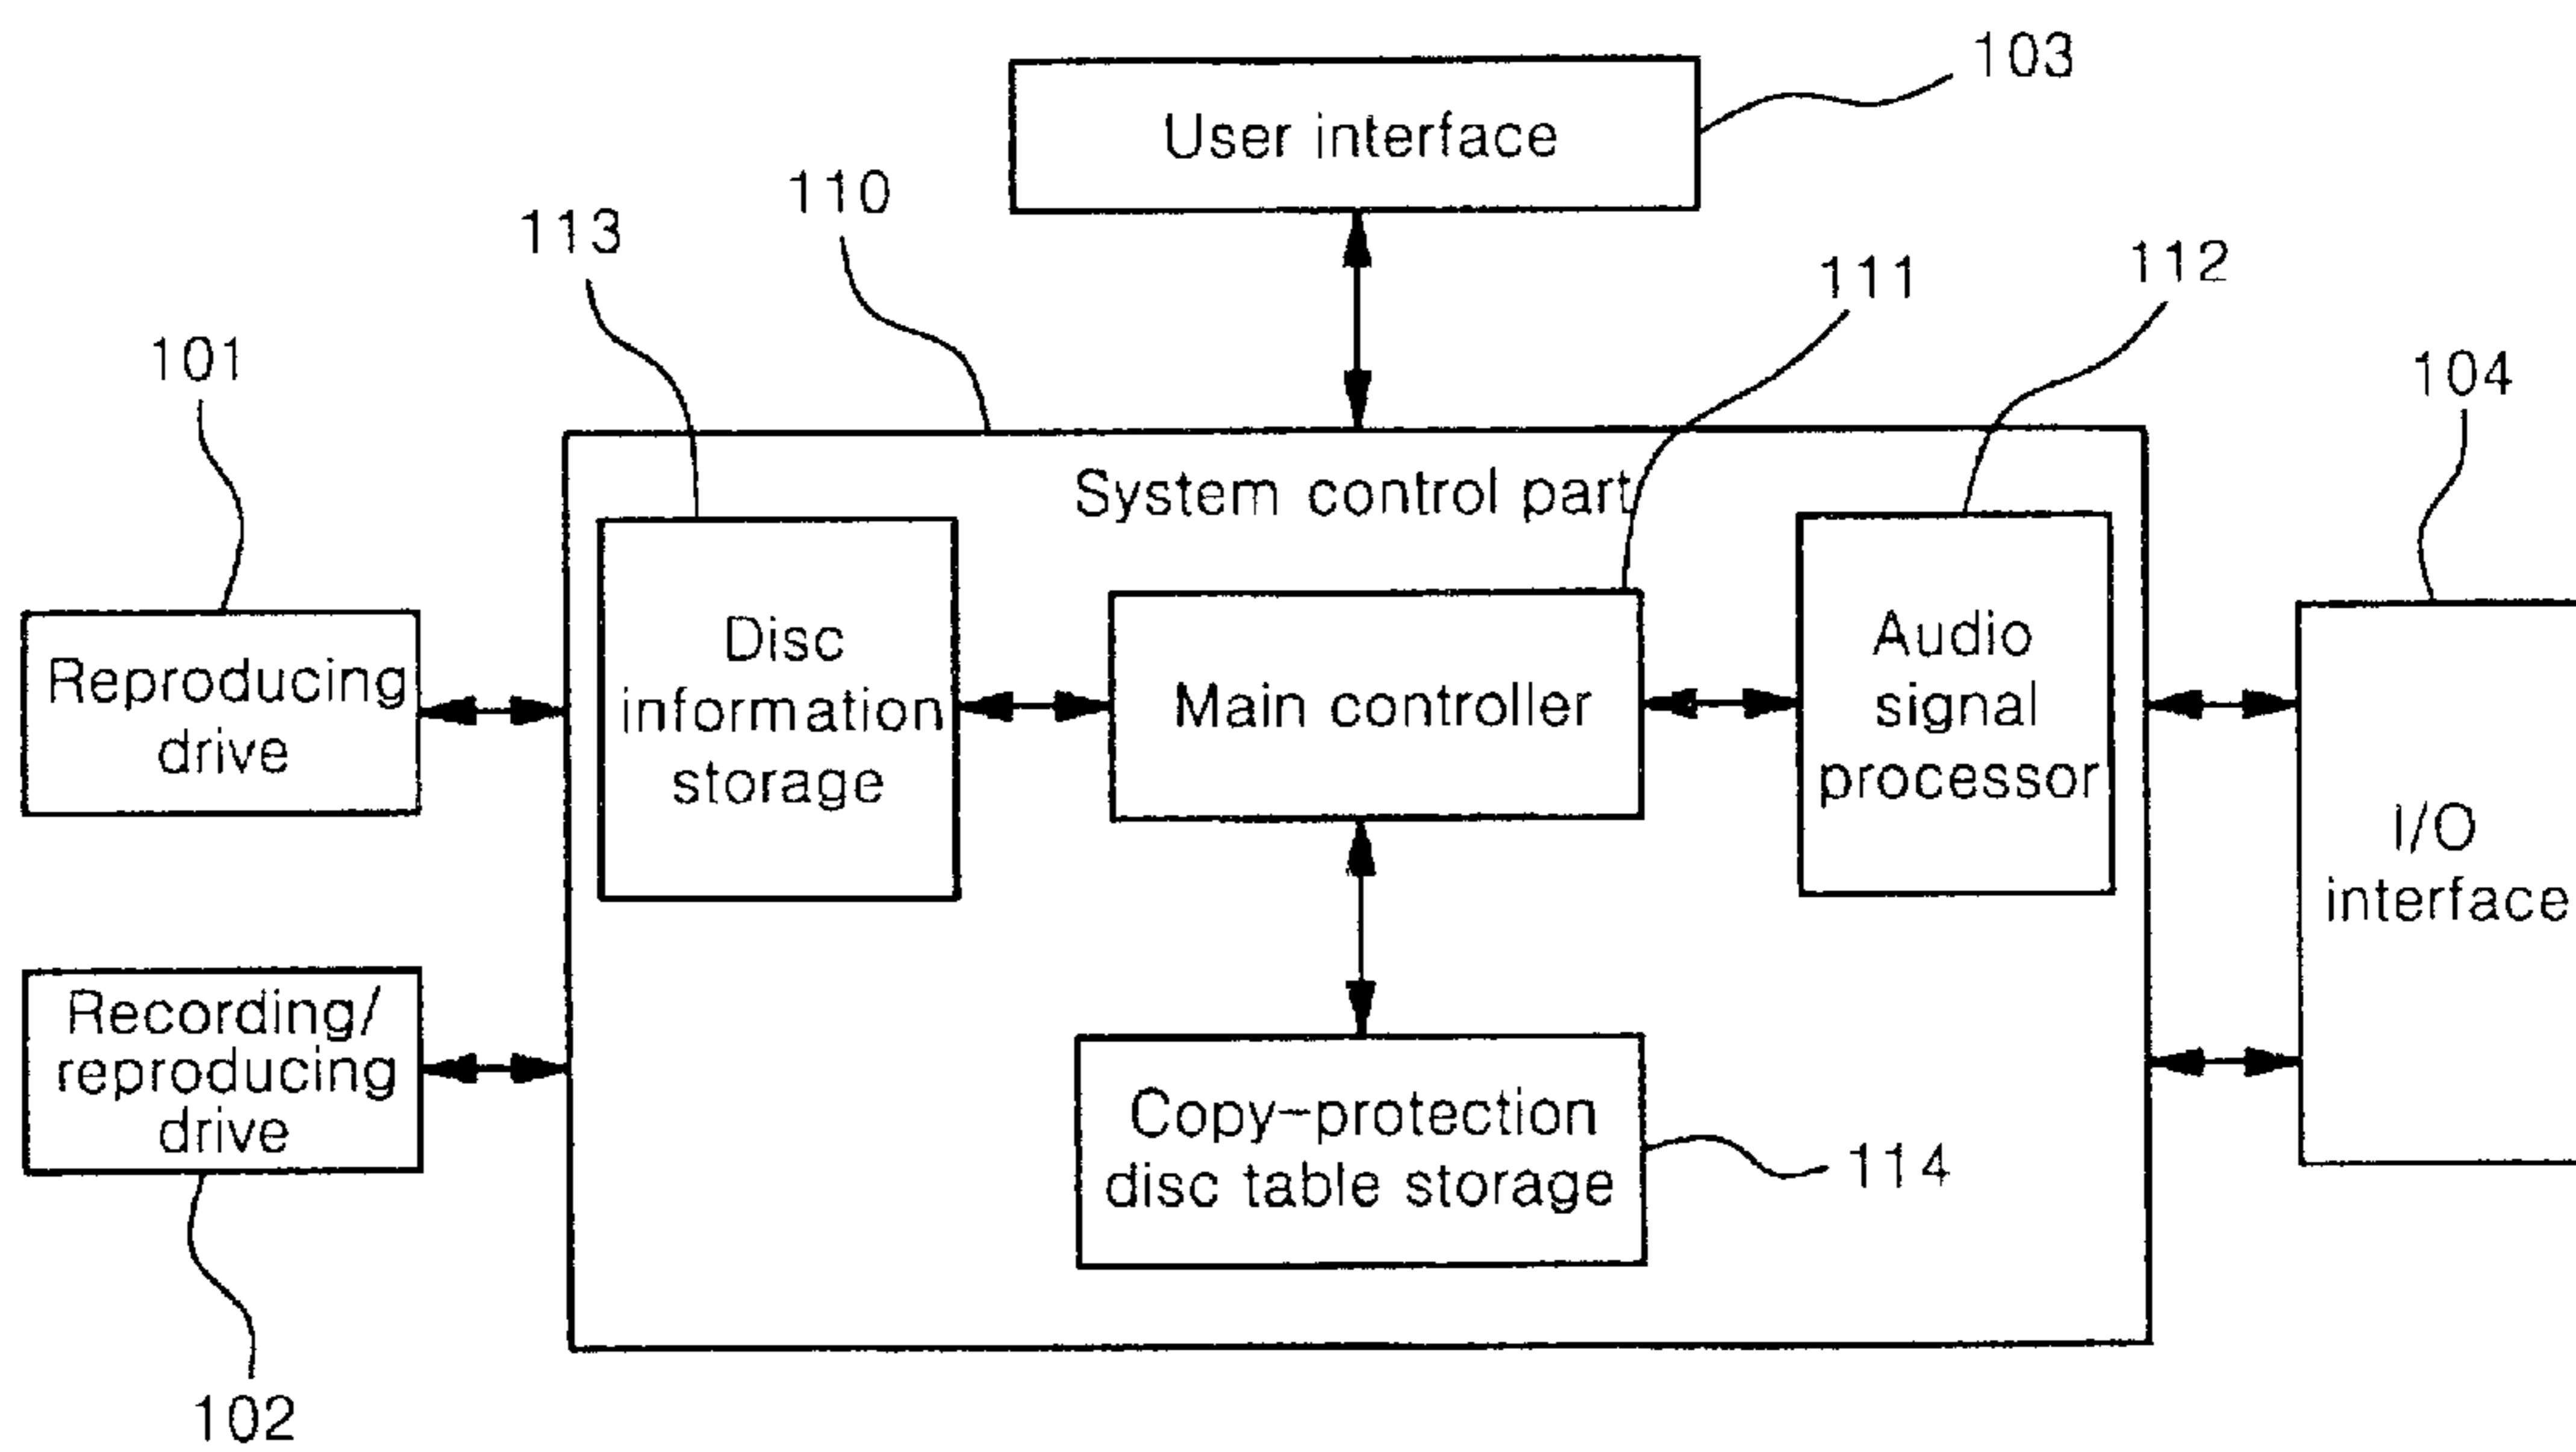 103
User interface
110
113
111
112
101
104
System control part
Reproducing
drive
Disc
information
storage
Main controller
Audio
signal
processor
I/O
interface
Recording/
reproducing
drive
Copy-protection
disc table storage
114
102